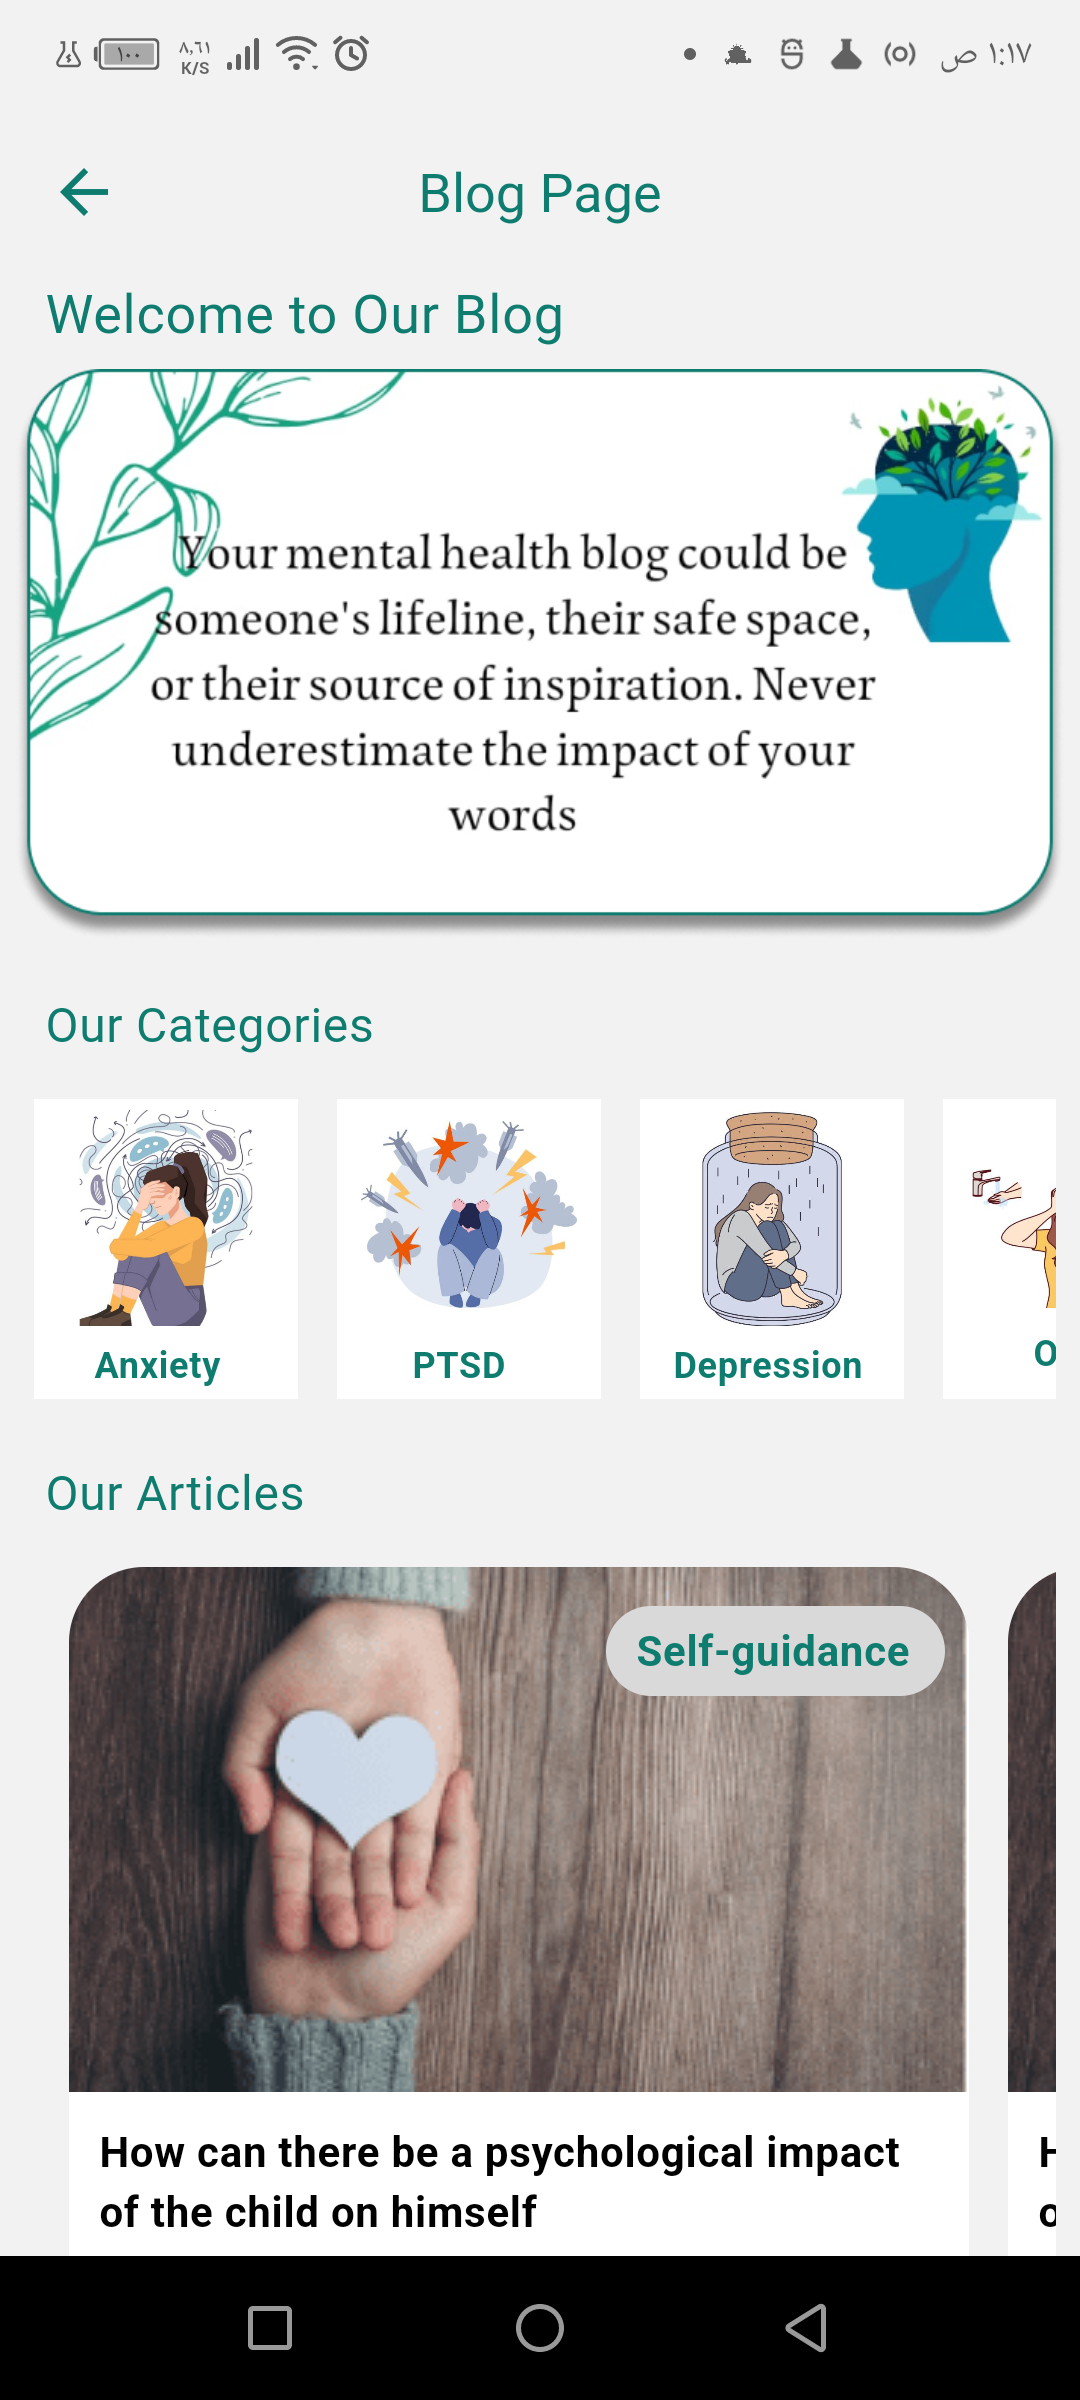 ١٠٠ ٨,٦١ K/S ١:١٧ ص
Blog Page
Welcome to Our Blog
Your mental health blog could be
someone's lifeline, their safe space,
or their source of inspiration. Never
underestimate the impact of your
words
Our Categories
Anxiety PTSD Depression
Our Articles
Self-guidance
How can there be a psychological impact
of the child on himself